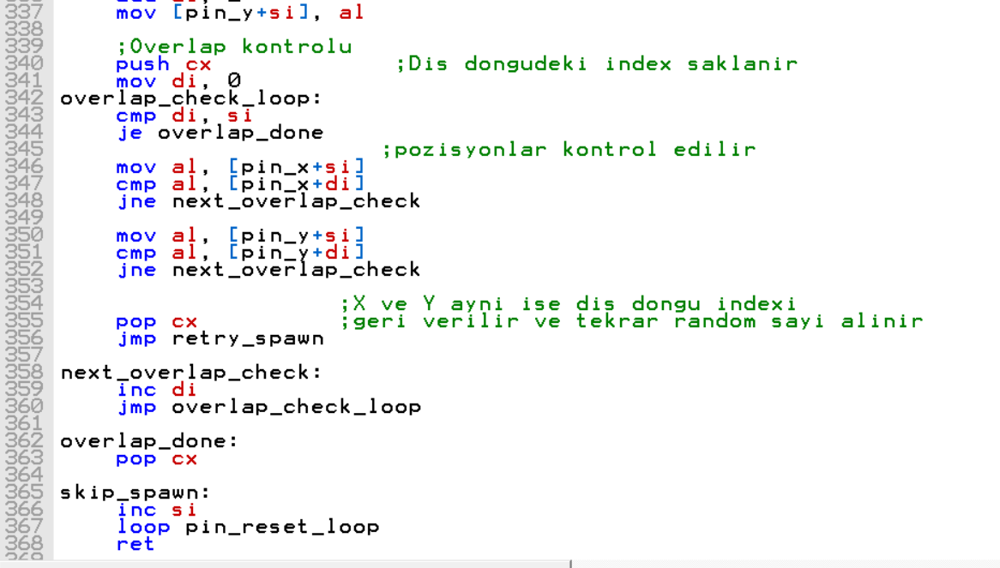 337 mov [pin_y+si], al
338
339 ;Overlap kontrolu
340 push cx ;Dis dongudeki index saklanir
341 mov di, 0
342 overlap_check_loop:
343 cmp di, si
344 je overlap_done
345 ;pozisyonlar kontrol edilir
346 mov al, [pin_x+si]
347 cmp al, [pin_x+di]
348 jne next_overlap_check
349
350 mov al, [pin_y+si]
351 cmp al, [pin_y+di]
352 jne next_overlap_check
353
354 ;X ve Y ayni ise dis dongu indexi
355 pop cx ;geri verilir ve tekrar random sayi alinir
356 jmp retry_spawn
357
358 next_overlap_check:
359 inc di
360 jmp overlap_check_loop
361
362 overlap_done:
363 pop cx
364
365 skip_spawn:
366 inc si
367 loop pin_reset_loop
368 ret